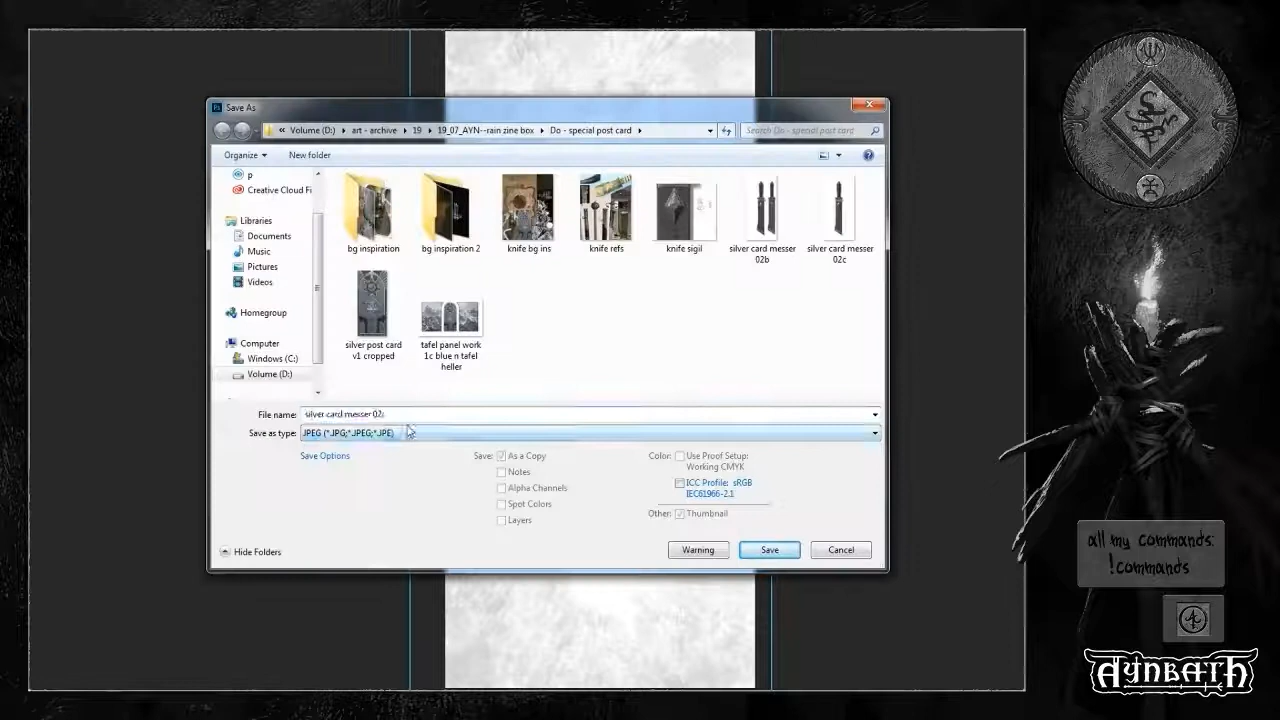 Save As
« Volume (D:) ▸ art - archive ▸ 19 ▸ 19_07_AYN--rain zine box ▸ Do - special post card ▸
Search Do - special post card
Organize ▾ New folder
p
Creative Cloud Fi
Libraries
Documents
Music
Pictures
Videos
Homegroup
Computer
Windows (C:)
Volume (D:)
bg inspiration
bg inspiration 2
knife bg ins
knife refs
knife sigil
silver card messer
02b
silver card messer
02c
silver post card
v1 cropped
tafel panel work
1c blue n tafel
heller
File name: silver card messer 02c
Save as type: JPEG (*.JPG;*.JPEG;*.JPE)
Save Options
Save: As a Copy
Notes
Alpha Channels
Spot Colors
Layers
Color: Use Proof Setup:
Working CMYK
ICC Profile: sRGB
IEC61966-2.1
Other: Thumbnail
Hide Folders
Warning
Save
Cancel
all my commands:
!commands
AYNBATH